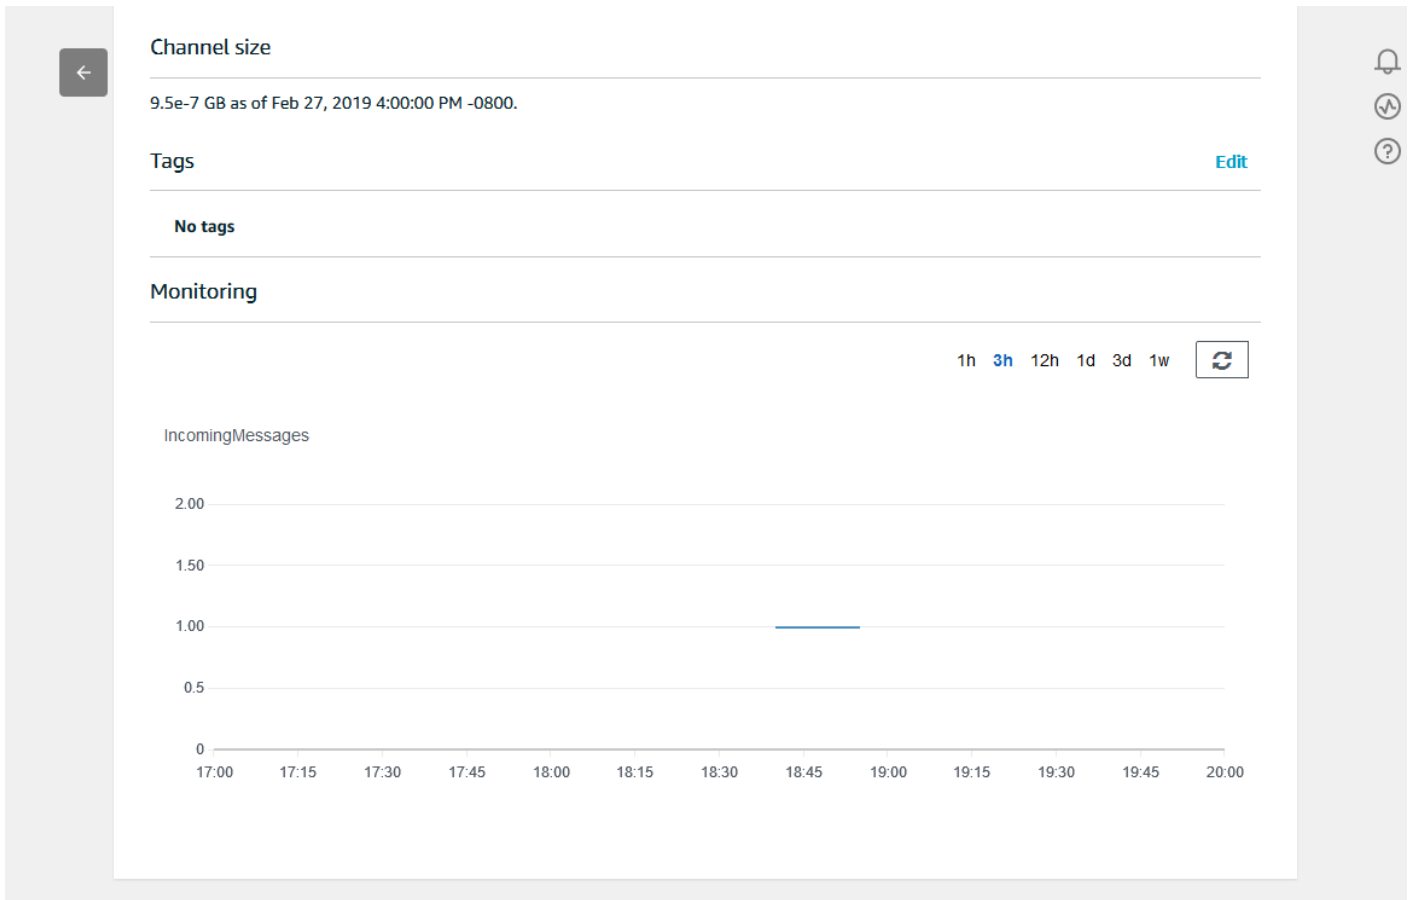 Channel size
9.5e-7 GB as of Feb 27, 2019 4:00:00 PM -0800.
Tags Edit
No tags
Monitoring
1h 3h 12h 1d 3d 1w
IncomingMessages
2.00
1.50
1.00
0.5
0
17:00 17:15 17:30 17:45 18:00 18:15 18:30 18:45 19:00 19:15 19:30 19:45 20:00